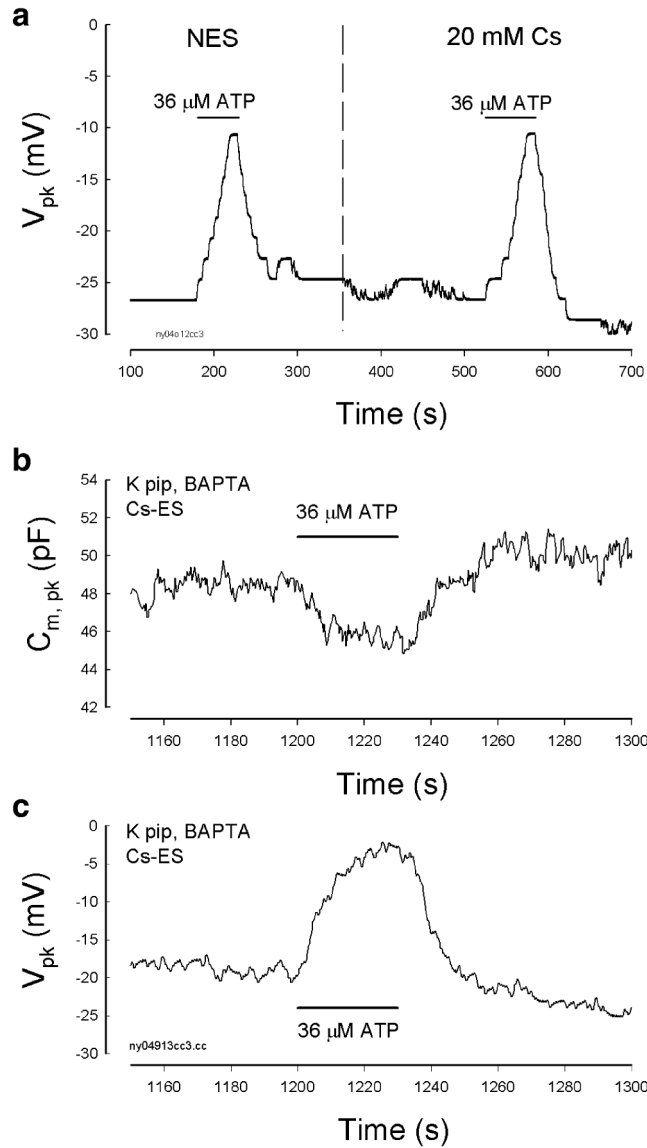 a
NES
20 mM Cs
36 μM ATP
36 μM ATP
V_pk (mV)
0
-5
-10
-15
-20
-25
-30
ny04o12cc3
100 200 300 400 500 600 700
Time (s)
b
K pip, BAPTA
Cs-ES
36 μM ATP
C_m, pk (pF)
54
52
50
48
46
44
42
1160 1180 1200 1220 1240 1260 1280 1300
Time (s)
c
K pip, BAPTA
Cs-ES
V_pk (mV)
0
-5
-10
-15
-20
-25
-30
36 μM ATP
ny04913cc3.cc
1160 1180 1200 1220 1240 1260 1280 1300
Time (s)